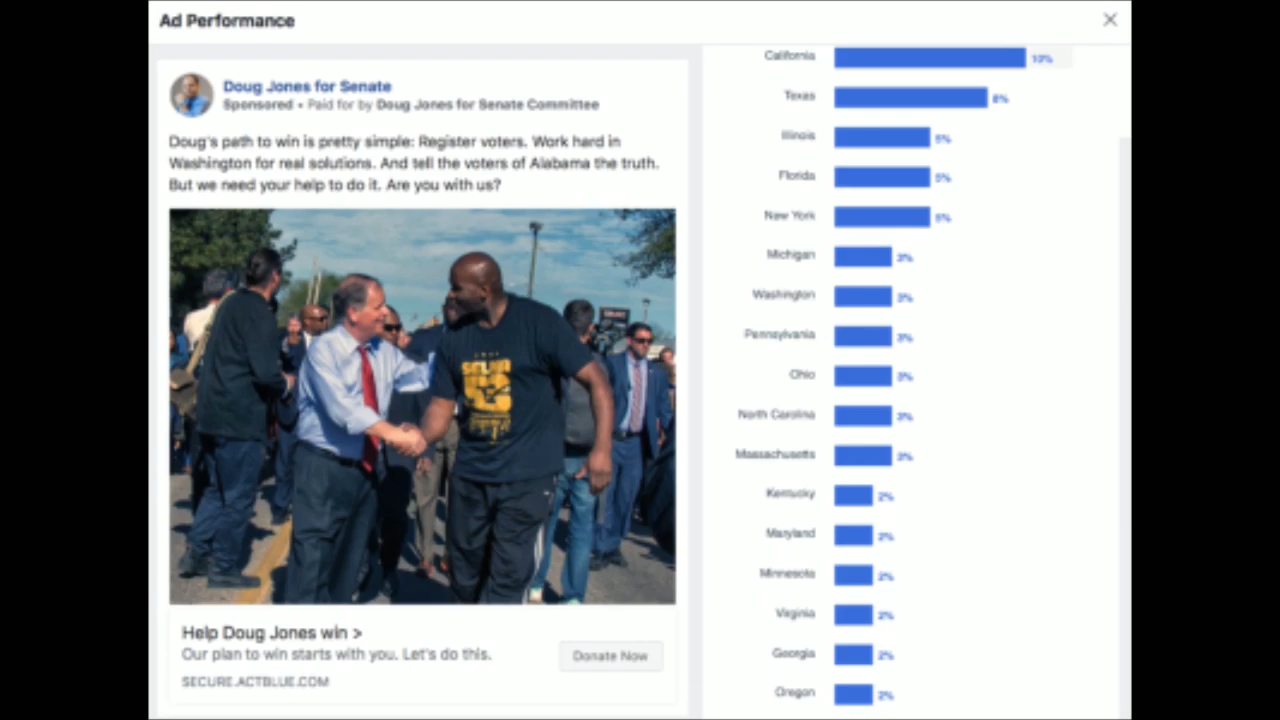 Ad Performance
Doug Jones for Senate
Sponsored • Paid for by Doug Jones for Senate Committee
Doug's path to win is pretty simple: Register voters. Work hard in
Washington for real solutions. And tell the voters of Alabama the truth.
But we need your help to do it. Are you with us?
Help Doug Jones win >
Our plan to win starts with you. Let's do this.
Donate Now
SECURE.ACTBLUE.COM
California 10%
Texas 8%
Illinois 5%
Florida 5%
New York 5%
Michigan 3%
Washington 3%
Pennsylvania 3%
Ohio 3%
North Carolina 3%
Massachusetts 3%
Kentucky 2%
Maryland 2%
Minnesota 2%
Virginia 2%
Georgia 2%
Oregon 2%